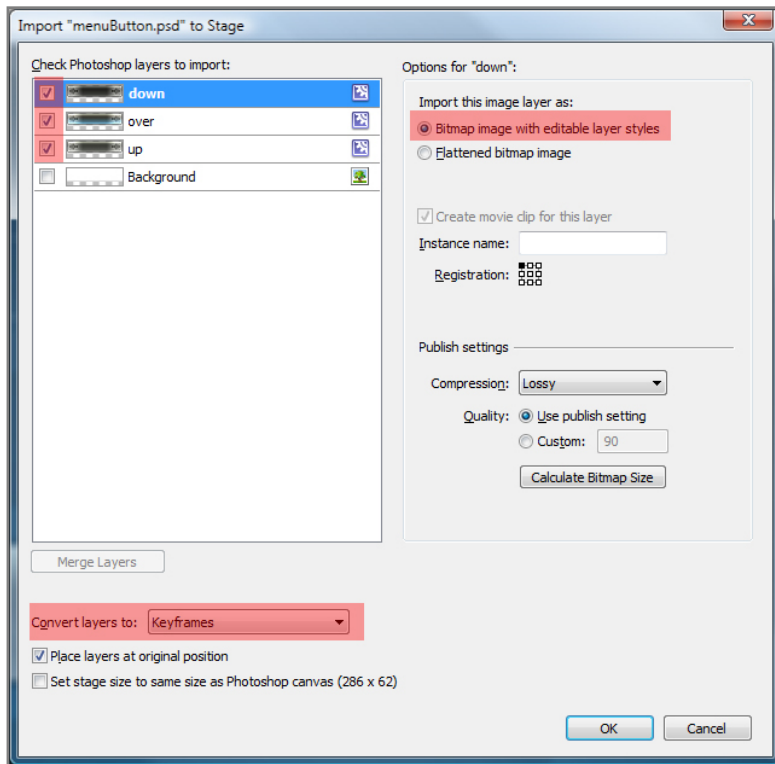 Import "menuButton.psd" to Stage
Check Photoshop layers to import:
down
over
up
Background
Merge Layers
Convert layers to: Keyframes
Place layers at original position
Set stage size to same size as Photoshop canvas (286 x 62)
Options for "down":
Import this image layer as:
Bitmap image with editable layer styles
Flattened bitmap image
Create movie clip for this layer
Instance name:
Registration:
Publish settings
Compression: Lossy
Quality: Use publish setting
Custom: 90
Calculate Bitmap Size
OK Cancel